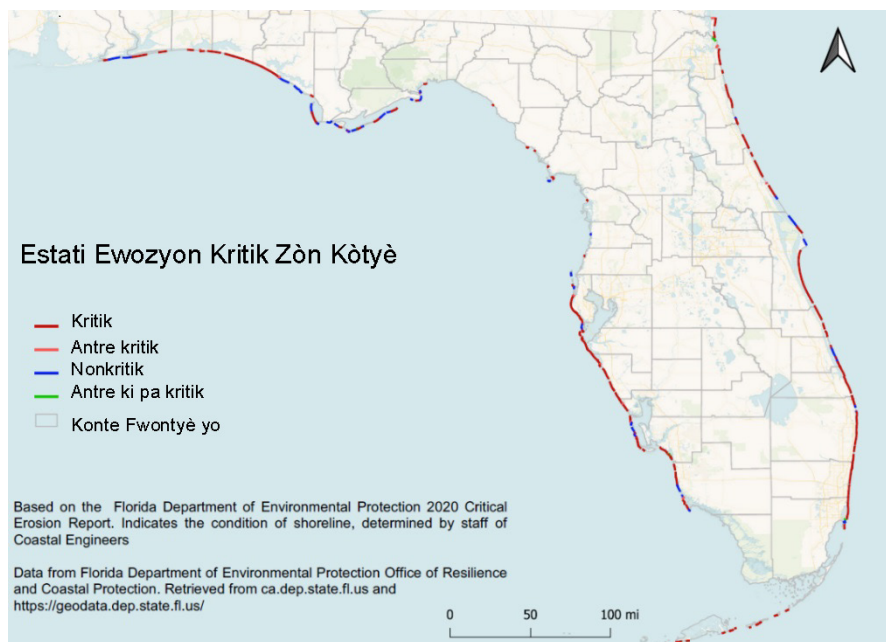 Estati Ewozyon Kritik Zòn Kòtyè
Kritik
Antre kritik
Nonkritik
Antre ki pa kritik
Konte Fwontyè yo
Based on the Florida Department of Environmental Protection 2020 Critical
Erosion Report. Indicates the condition of shoreline, determined by staff of
Coastal Engineers
Data from Florida Department of Environmental Protection Office of Resilience
and Coastal Protection. Retrieved from ca.dep.state.fl.us and
https://geodata.dep.state.fl.us/
0 50 100 mi